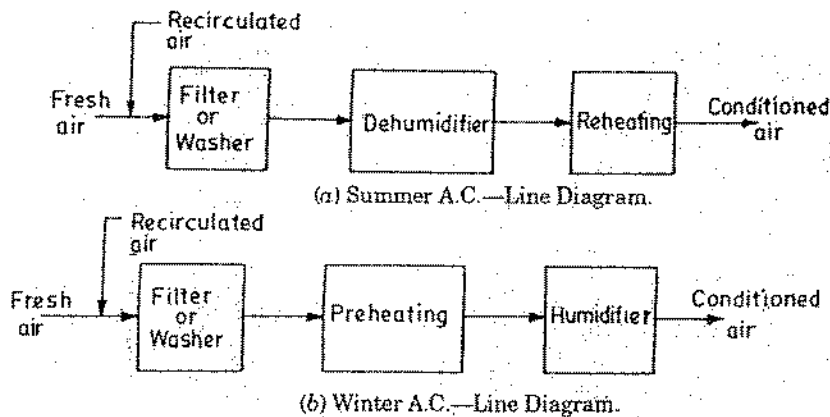 Recirculated
air
Fresh
air
Filter
or
Washer
Dehumidifier
Reheating
Conditioned
air
(a) Summer A.C.—Line Diagram.
Recirculated
air
Fresh
air
Filter
or
Washer
Preheating
Humidifier
Conditioned
air
(b) Winter A.C.—Line Diagram.